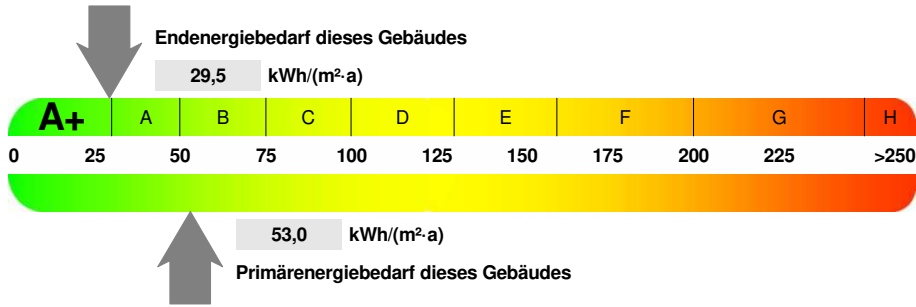 Endenergiebedarf dieses Gebäudes
29,5 kWh/(m²·a)
A+ A B C D E F G H
0 25 50 75 100 125 150 175 200 225 >250
53,0 kWh/(m²·a)
Primärenergiebedarf dieses Gebäudes